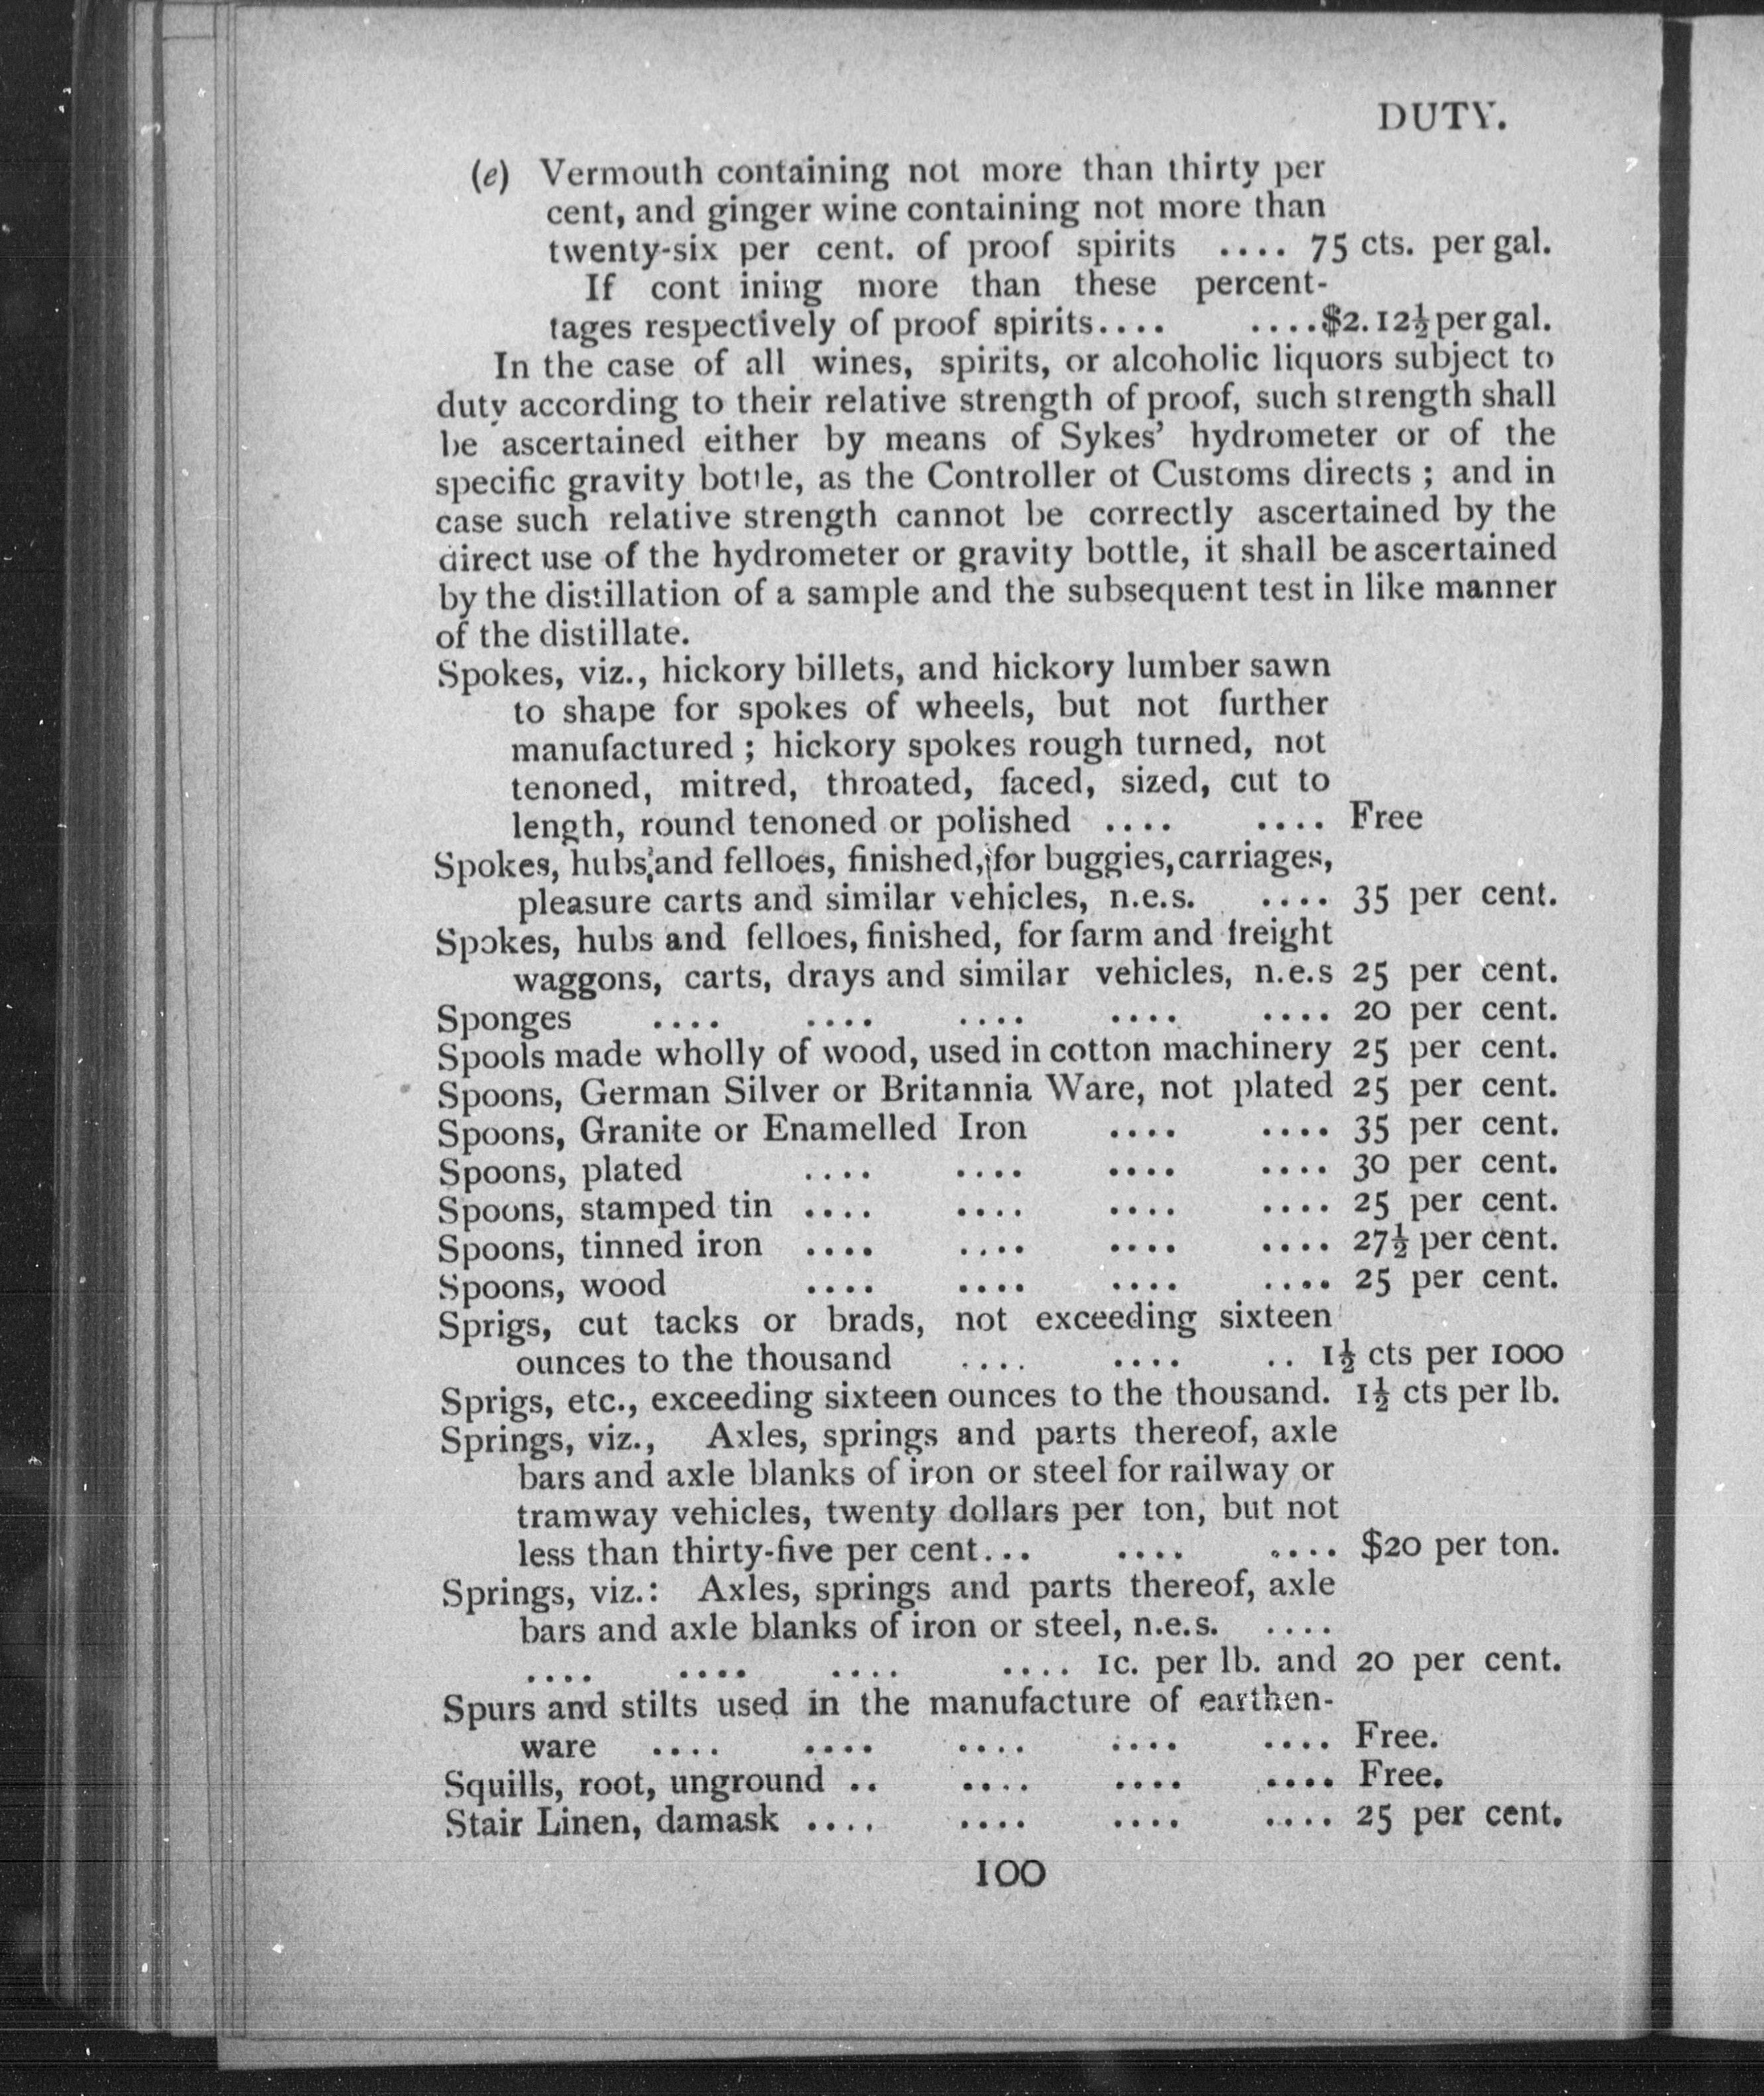 DUTY.
(e) Vermouth containing not more than thirty per
cent, and ginger wine containing not more than
twenty-six per cent. of proof spirits .... 75 cts. per gal.
If cont ining more than these percent-
tages respectively of proof spirits.... ....$2.12½ per gal.
In the case of all wines, spirits, or alcoholic liquors subject to
duty according to their relative strength of proof, such strength shall
be ascertained either by means of Sykes' hydrometer or of the
specific gravity bottle, as the Controller of Customs directs ; and in
case such relative strength cannot be correctly ascertained by the
direct use of the hydrometer or gravity bottle, it shall be ascertained
by the distillation of a sample and the subsequent test in like manner
of the distillate.
Spokes, viz., hickory billets, and hickory lumber sawn
to shape for spokes of wheels, but not further
manufactured ; hickory spokes rough turned, not
tenoned, mitred, throated, faced, sized, cut to
length, round tenoned or polished .... .... Free
Spokes, hubs and felloes, finished, for buggies, carriages,
pleasure carts and similar vehicles, n.e.s. .... 35 per cent.
Spokes, hubs and felloes, finished, for farm and freight
waggons, carts, drays and similar vehicles, n.e.s 25 per cent.
Sponges .... .... .... .... .... 20 per cent.
Spools made wholly of wood, used in cotton machinery 25 per cent.
Spoons, German Silver or Britannia Ware, not plated 25 per cent.
Spoons, Granite or Enamelled Iron .... .... 35 per cent.
Spoons, plated .... .... .... .... 30 per cent.
Spoons, stamped tin .... .... .... .... 25 per cent.
Spoons, tinned iron .... .... .... .... 27½ per cent.
Spoons, wood .... .... .... .... 25 per cent.
Sprigs, cut tacks or brads, not exceeding sixteen
ounces to the thousand .... .... .. 1½ cts per 1000
Sprigs, etc., exceeding sixteen ounces to the thousand. 1½ cts per lb.
Springs, viz., Axles, springs and parts thereof, axle
bars and axle blanks of iron or steel for railway or
tramway vehicles, twenty dollars per ton, but not
less than thirty-five per cent... .... .... $20 per ton.
Springs, viz.: Axles, springs and parts thereof, axle
bars and axle blanks of iron or steel, n.e.s. ....
.... .... .... .... 1c. per lb. and 20 per cent.
Spurs and stilts used in the manufacture of earthen-
ware .... .... .... .... .... Free.
Squills, root, unground .. .... .... .... Free.
Stair Linen, damask .... .... .... .... 25 per cent.
100